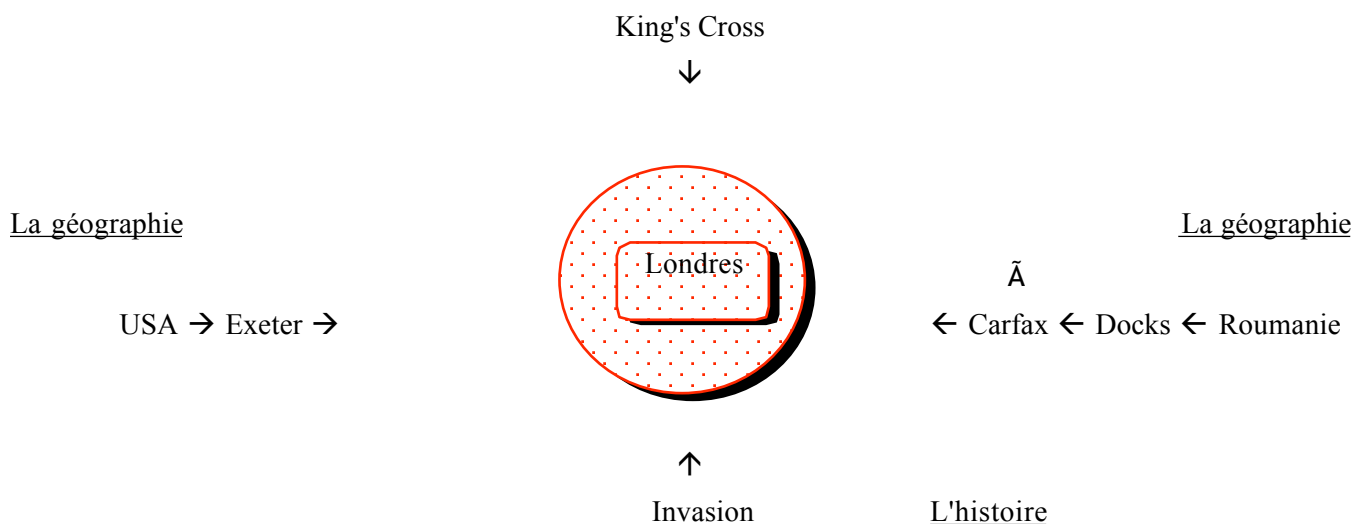 King's Cross
↓
La géographie La géographie
Londres
Ã
USA → Exeter → ← Carfax ← Docks ← Roumanie
↑
Invasion L'histoire